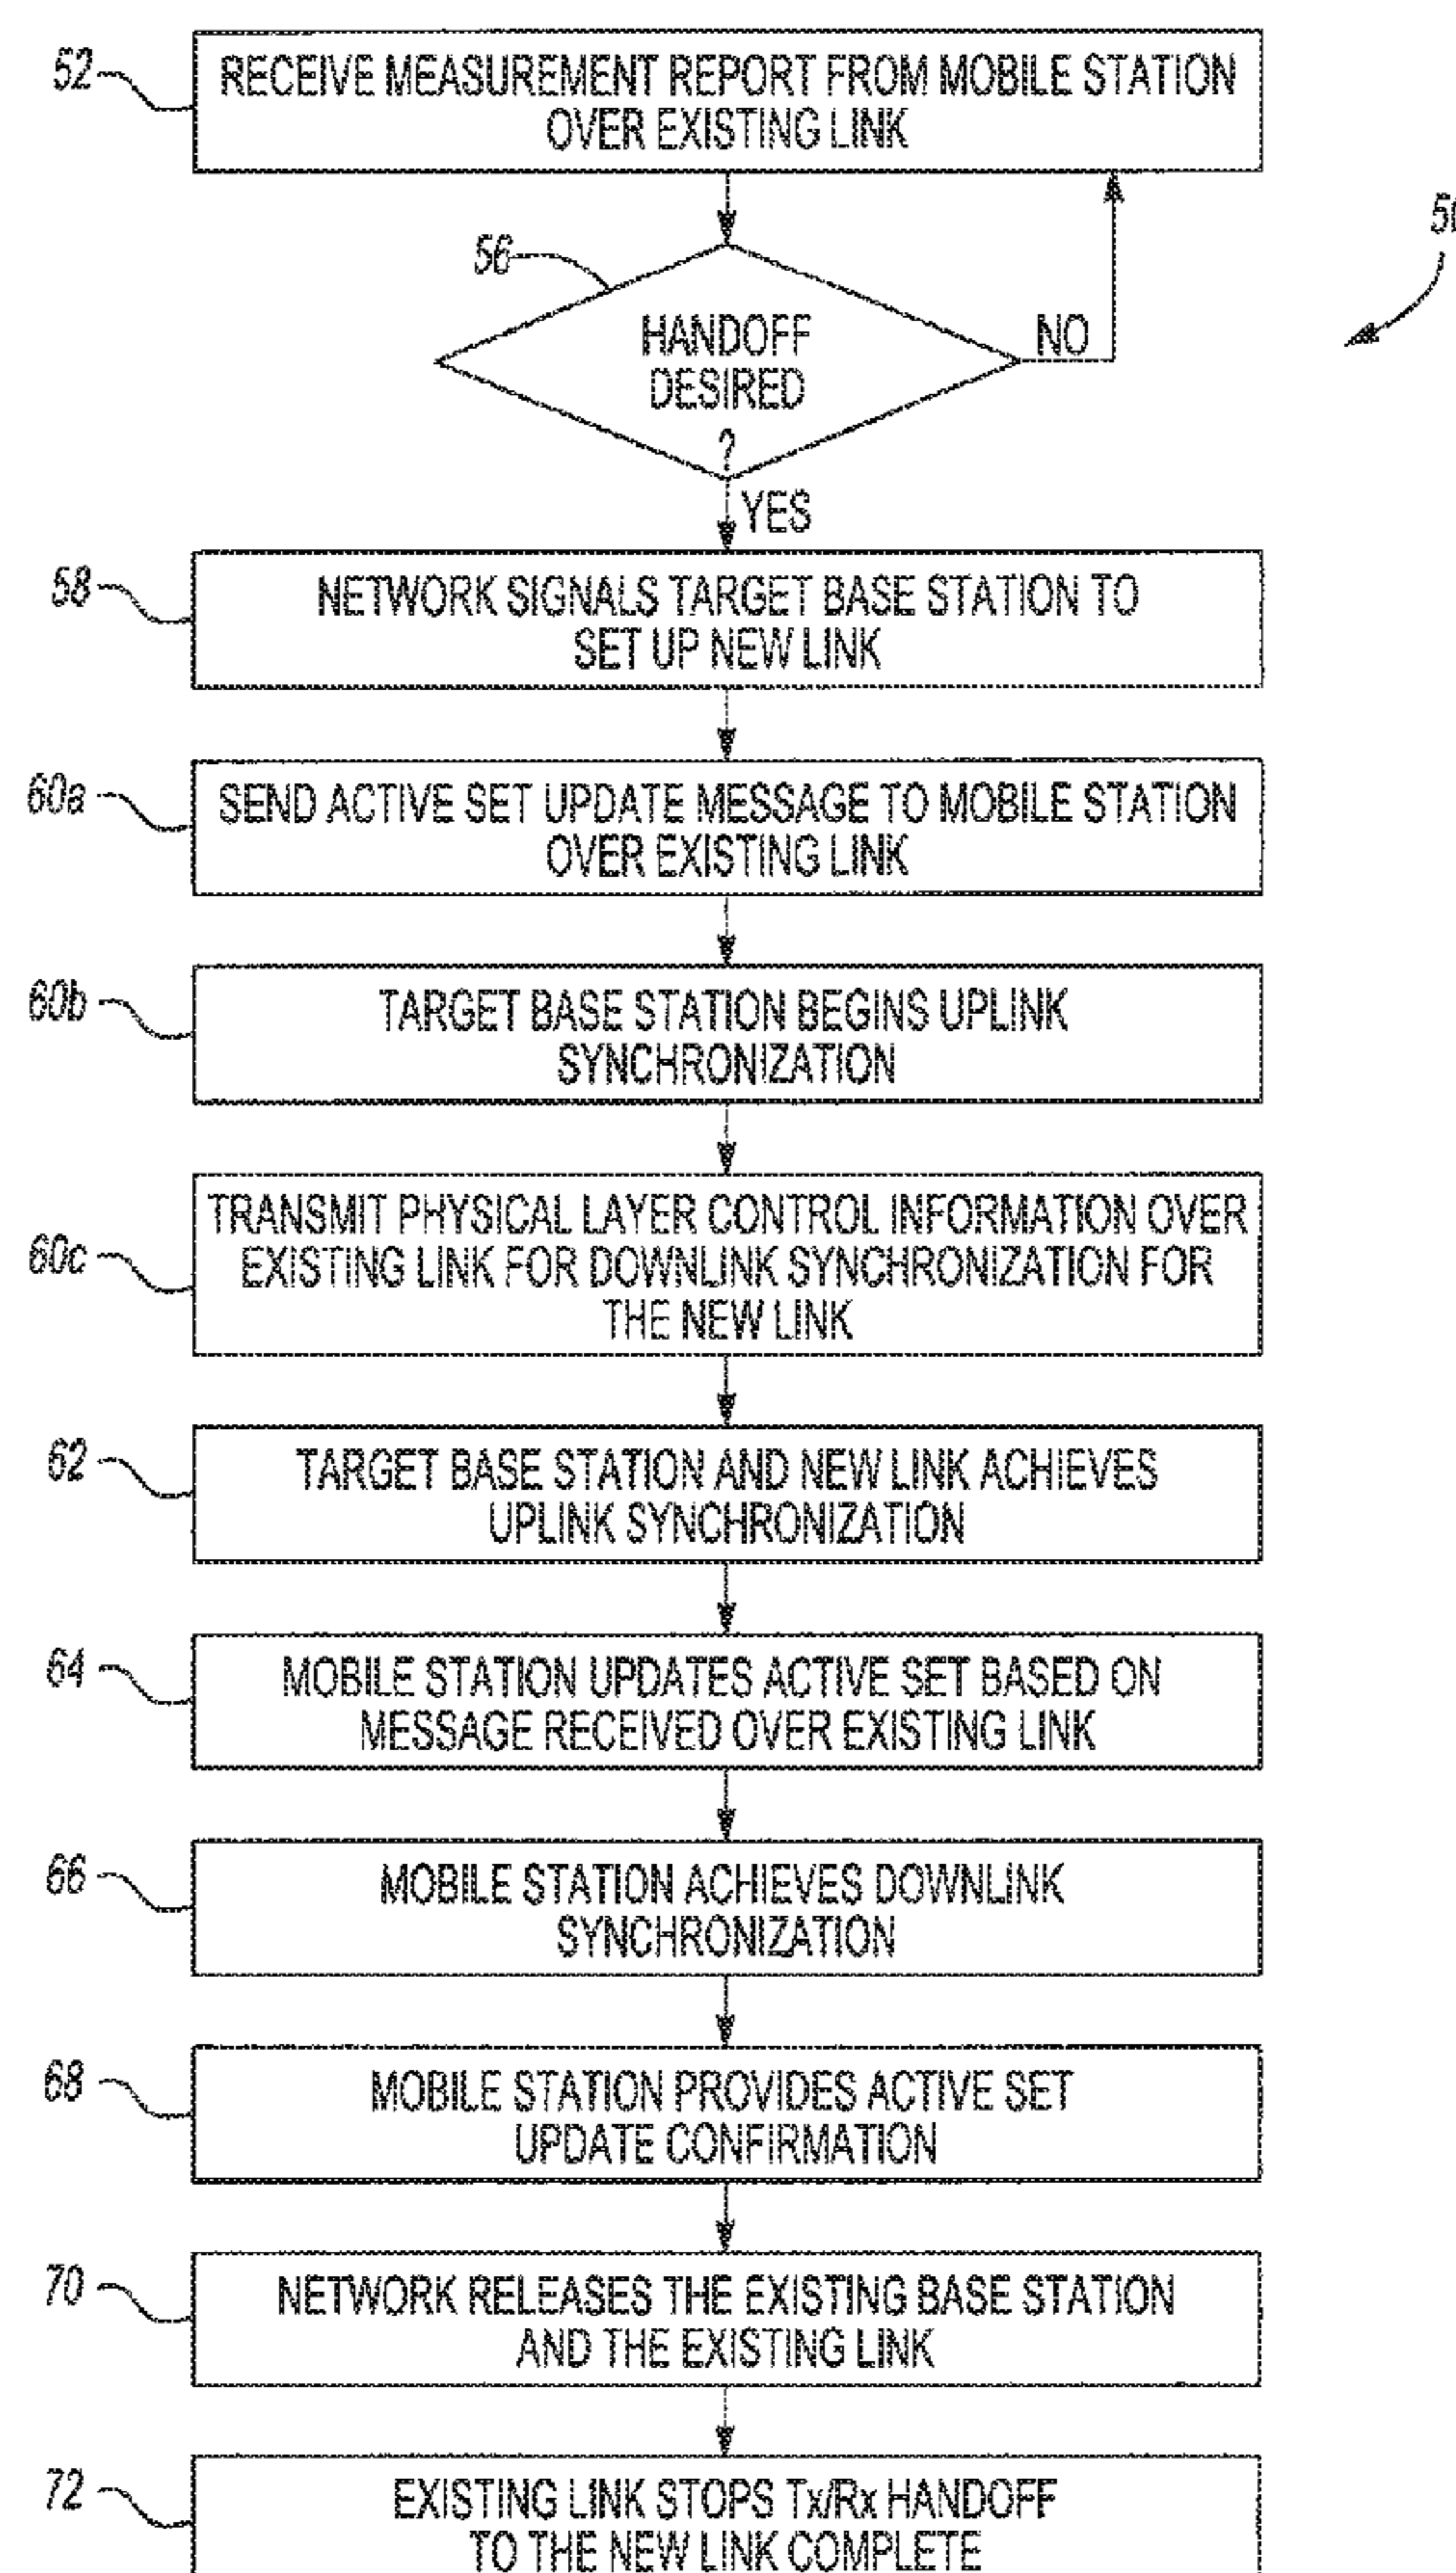 52
RECEIVE MEASUREMENT REPORT FROM MOBILE STATION
OVER EXISTING LINK
56
HANDOFF
DESIRED
?
NO
YES
58
NETWORK SIGNALS TARGET BASE STATION TO
SET UP NEW LINK
60a
SEND ACTIVE SET UPDATE MESSAGE TO MOBILE STATION
OVER EXISTING LINK
60b
TARGET BASE STATION BEGINS UPLINK
SYNCHRONIZATION
60c
TRANSMIT PHYSICAL LAYER CONTROL INFORMATION OVER
EXISTING LINK FOR DOWNLINK SYNCHRONIZATION FOR
THE NEW LINK
62
TARGET BASE STATION AND NEW LINK ACHIEVES
UPLINK SYNCHRONIZATION
64
MOBILE STATION UPDATES ACTIVE SET BASED ON
MESSAGE RECEIVED OVER EXISTING LINK
66
MOBILE STATION ACHIEVES DOWNLINK
SYNCHRONIZATION
68
MOBILE STATION PROVIDES ACTIVE SET
UPDATE CONFIRMATION
70
NETWORK RELEASES THE EXISTING BASE STATION
AND THE EXISTING LINK
72
EXISTING LINK STOPS Tx/Rx HANDOFF
TO THE NEW LINK COMPLETE